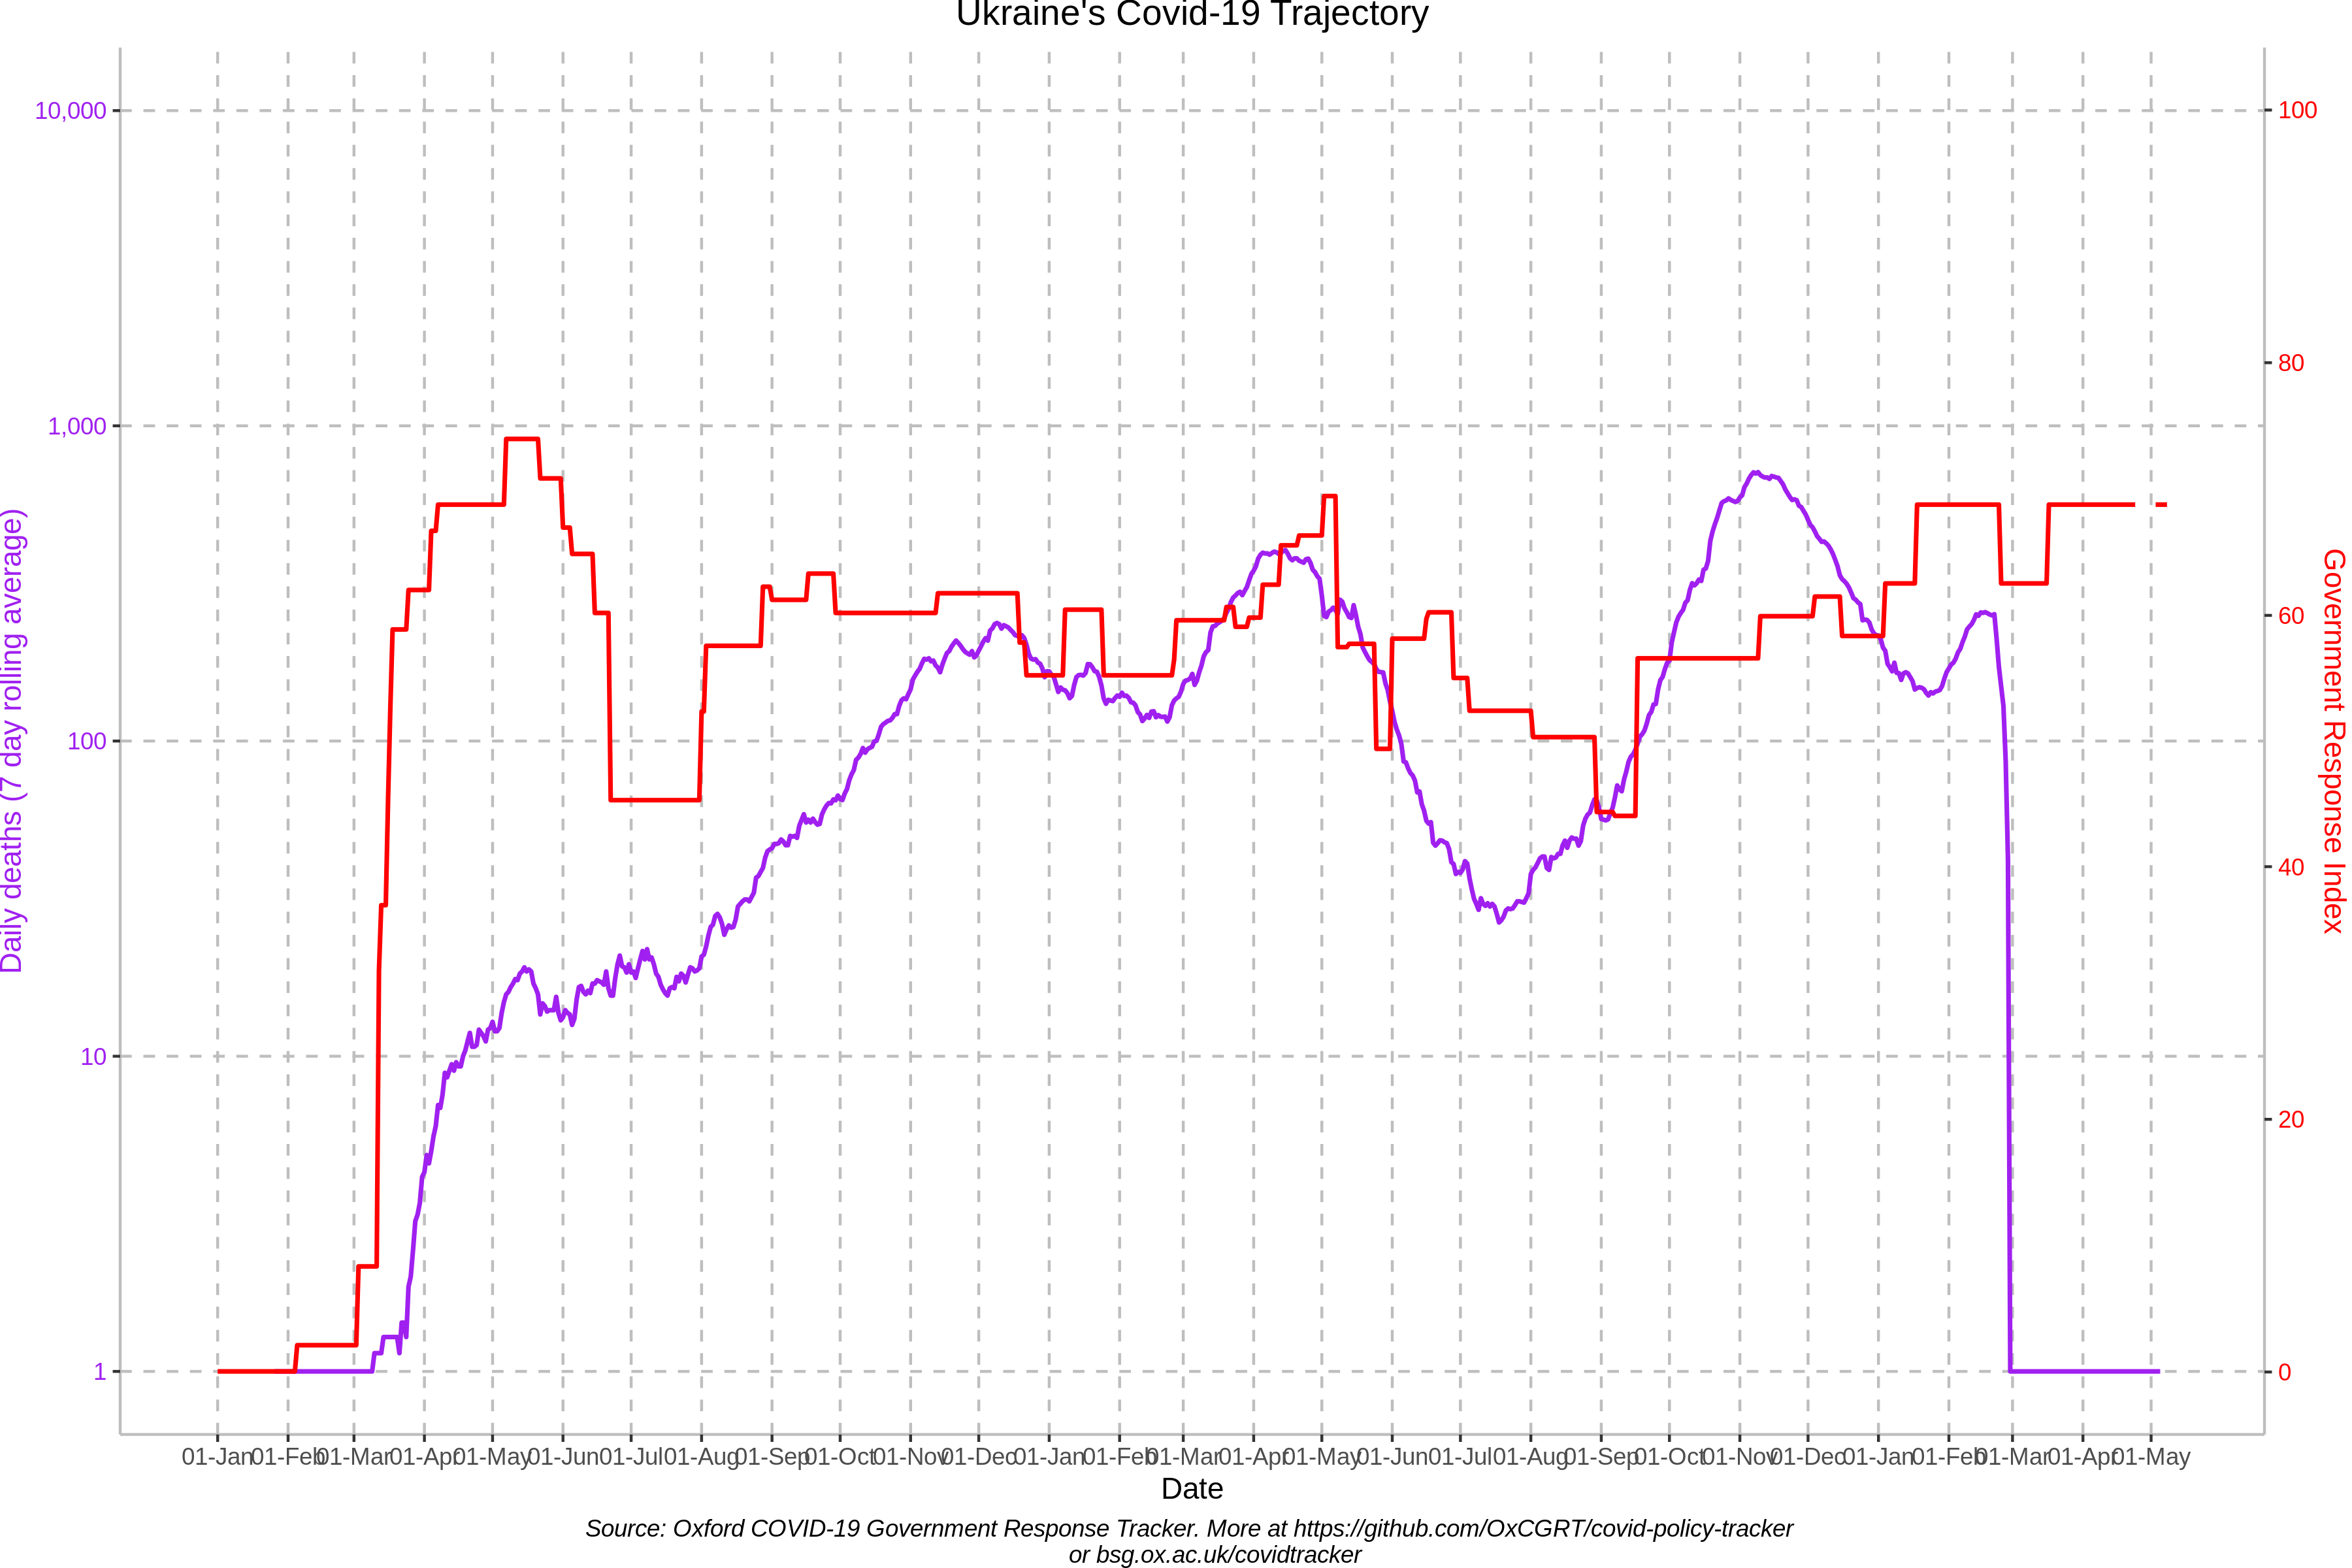 Ukraine's Covid-19 Trajectory
10,000
1,000
100
10
1
Daily deaths (7 day rolling average)
100
80
60
40
20
0
Government Response Index
01-Jan 01-Feb 01-Mar 01-Apr 01-May 01-Jun 01-Jul 01-Aug 01-Sep 01-Oct 01-Nov 01-Dec 01-Jan 01-Feb 01-Mar 01-Apr 01-May 01-Jun 01-Jul 01-Aug 01-Sep 01-Oct 01-Nov 01-Dec 01-Jan 01-Feb 01-Mar 01-Apr 01-May
Date
Source: Oxford COVID-19 Government Response Tracker. More at https://github.com/OxCGRT/covid-policy-tracker
or bsg.ox.ac.uk/covidtracker